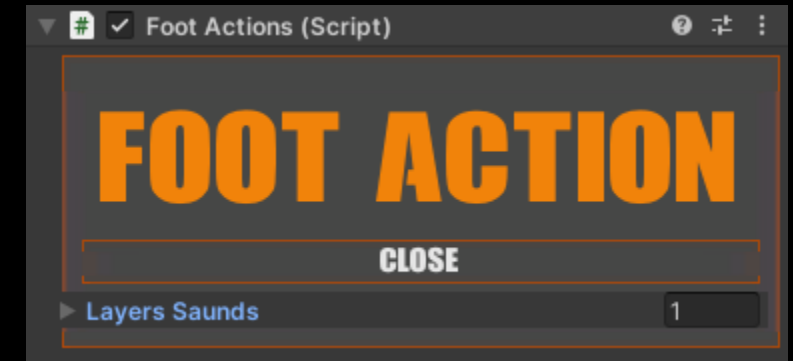 # Foot Actions (Script)
FOOT ACTION
CLOSE
Layers Saunds 1